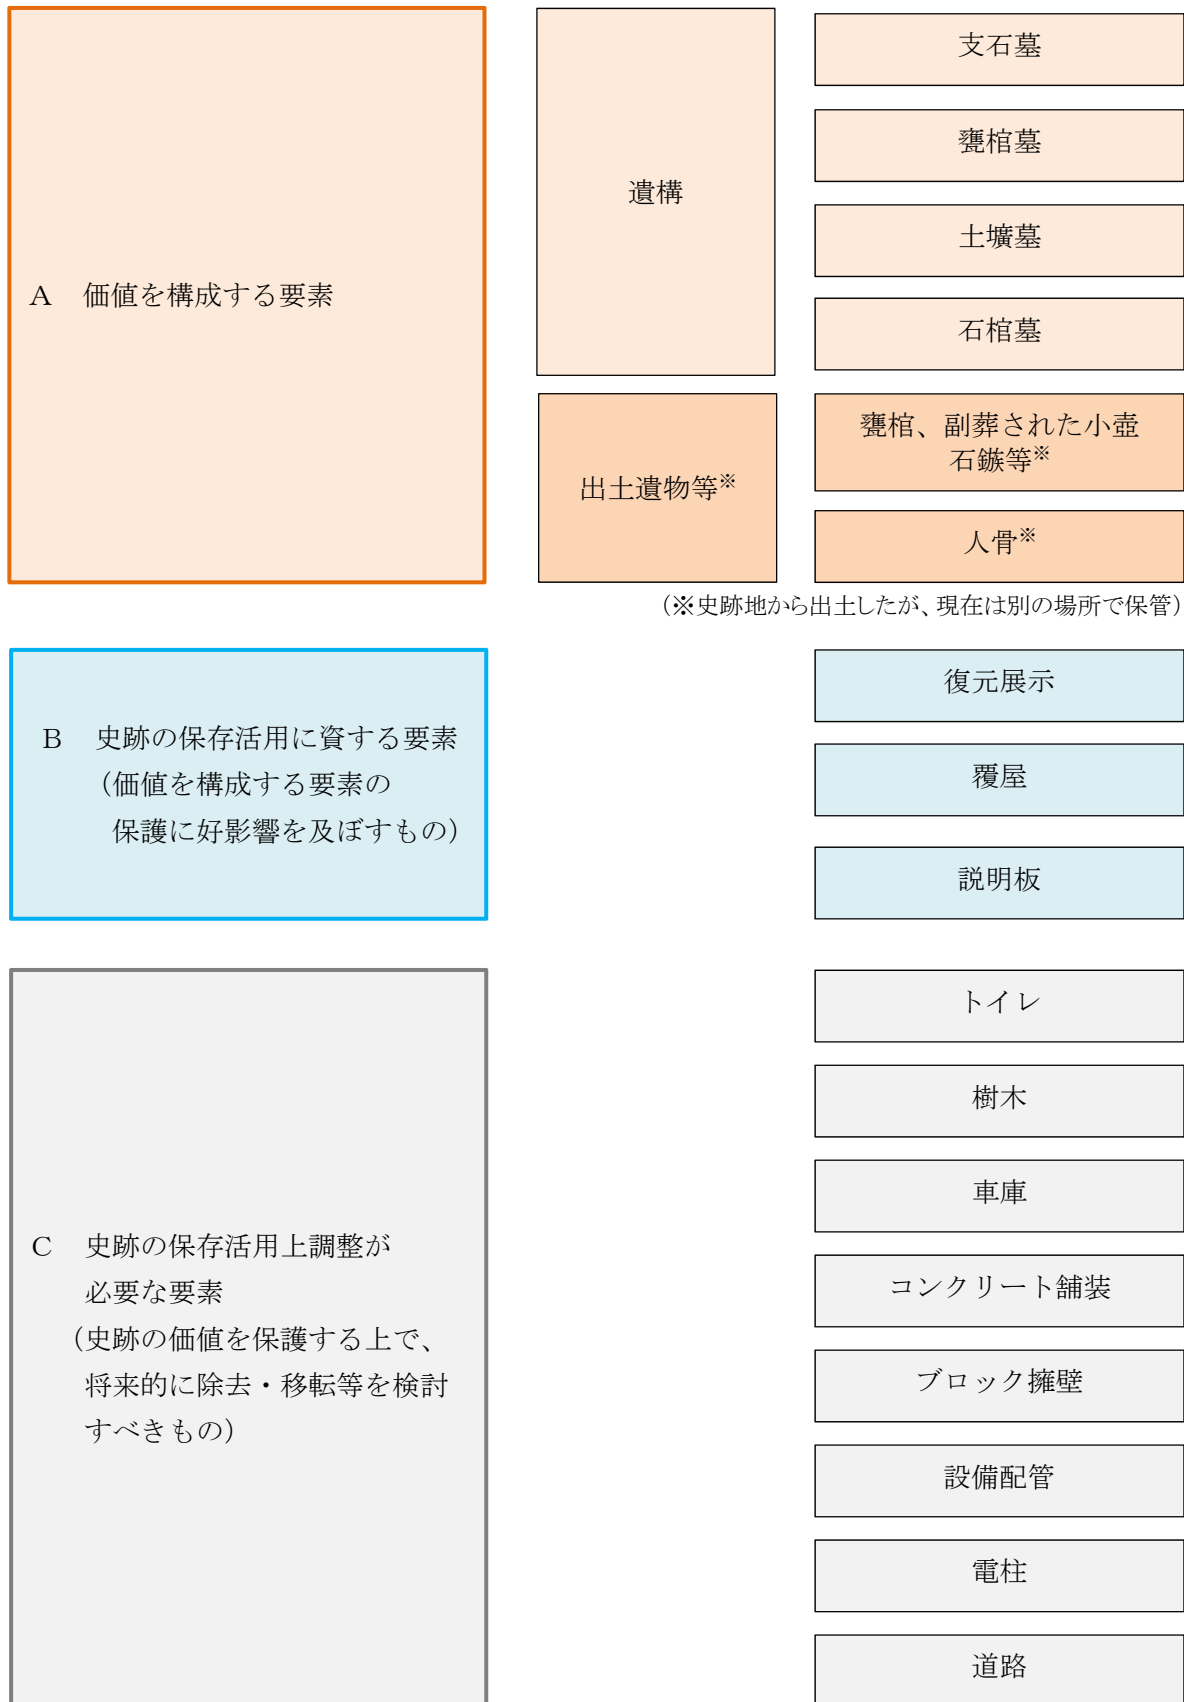 A　価値を構成する要素
遺構
支石墓
甕棺墓
土壙墓
石棺墓
出土遺物等※
甕棺、副葬された小壺
石鏃等※
人骨※
（※史跡地から出土したが、現在は別の場所で保管）
B　史跡の保存活用に資する要素
（価値を構成する要素の
保護に好影響を及ぼすもの）
復元展示
覆屋
説明板
C　史跡の保存活用上調整が
必要な要素
（史跡の価値を保護する上で、
将来的に除去・移転等を検討
すべきもの）
トイレ
樹木
車庫
コンクリート舗装
ブロック擁壁
設備配管
電柱
道路